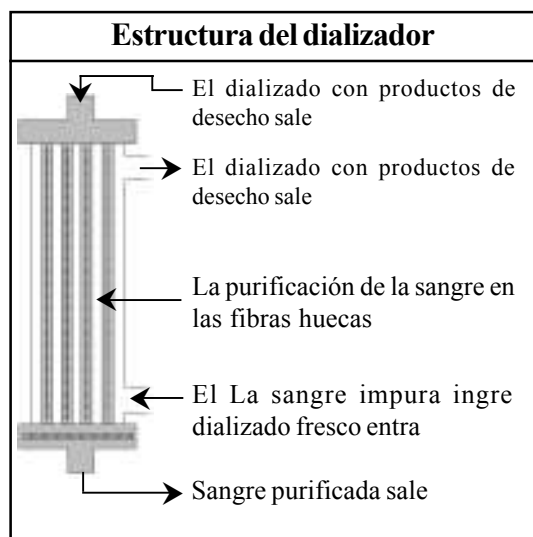 Estructura del dializador
El dializado con productos de
desecho sale
El dializado con productos de
desecho sale
La purificación de la sangre en
las fibras huecas
El La sangre impura ingre
dializado fresco entra
Sangre purificada sale